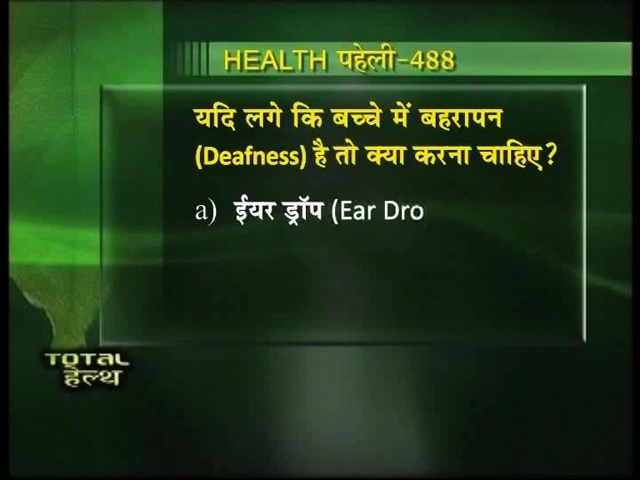 HEALTH पहेली-488
यदि लगे कि बच्चे में बहरापन
(Deafness) है तो क्या करना चाहिए?
a) ईयर ड्रॉप (Ear Dro
TOTAL
हेल्थ